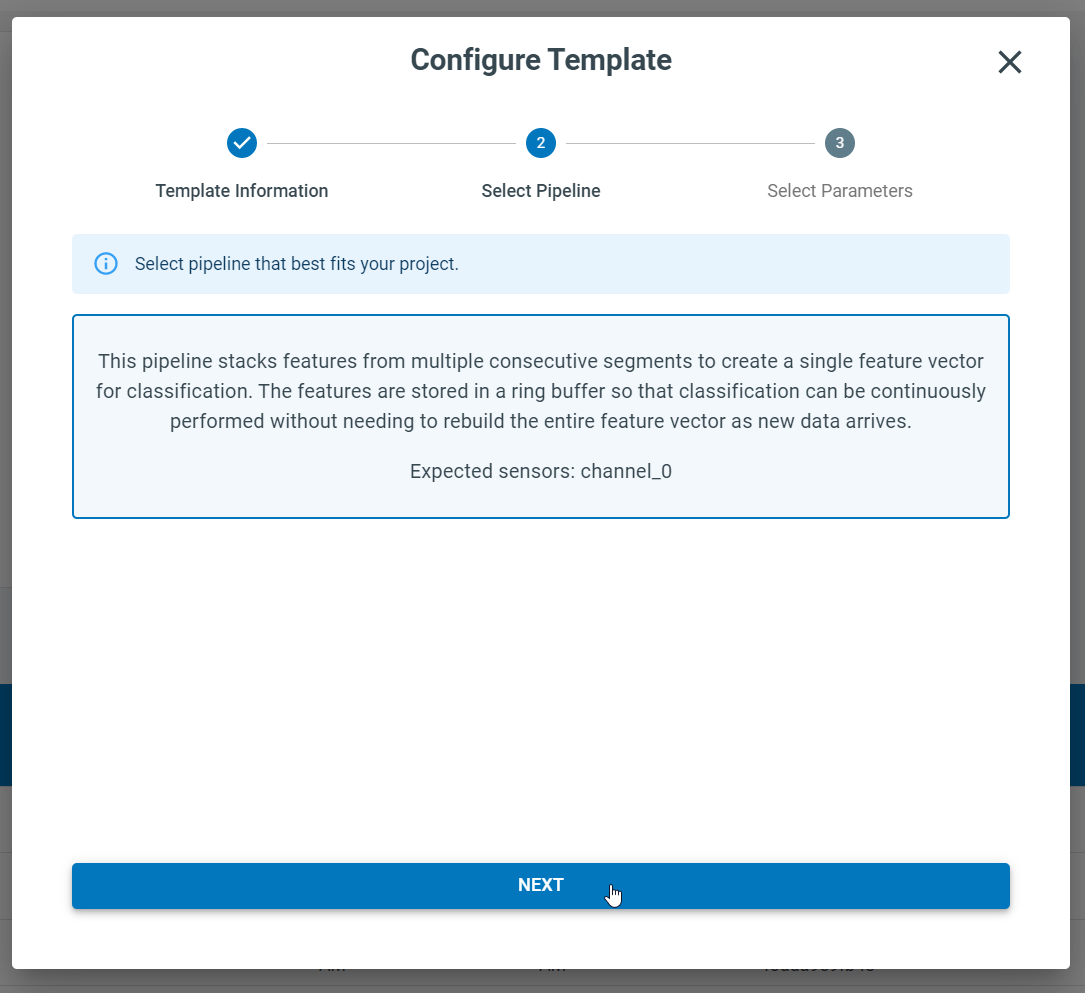 Configure Template
2
3
Template Information
Select Pipeline
Select Parameters
Select pipeline that best fits your project.
This pipeline stacks features from multiple consecutive segments to create a single feature vector
for classification. The features are stored in a ring buffer so that classification can be continuously
performed without needing to rebuild the entire feature vector as new data arrives.
Expected sensors: channel_0
NEXT